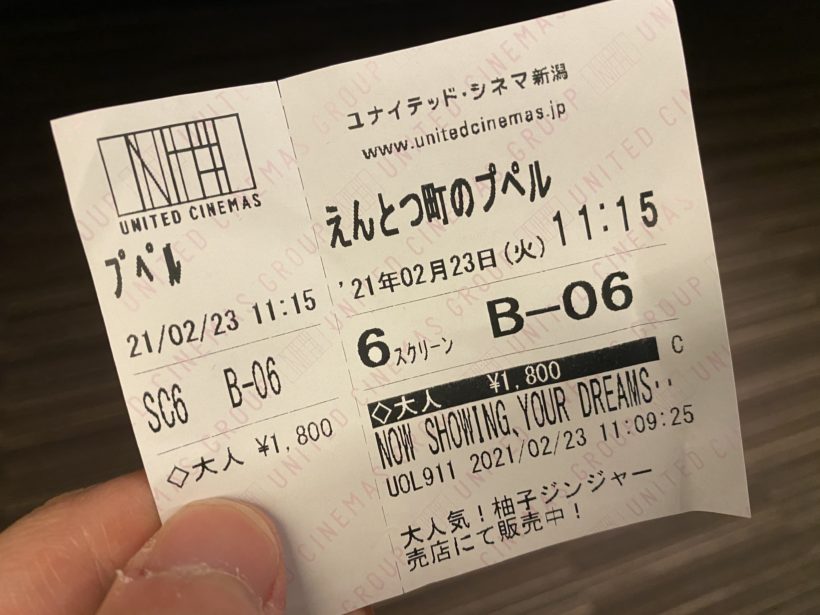 UNITED CINEMAS
プペル
21/02/23 11:15
SC6 B-06
◇大人 ¥1,800
ユナイテッド・シネマ新潟
www.unitedcinemas.jp
えんとつ町のプペル
'21年02月23日(火) 11:15
6スクリーン B-06
◇大人 ¥1,800 C
NOW SHOWING、YOUR DREAMS‥
UOL911 2021/02/23 11:09:25
大人気!柚子ジンジャー
売店にて販売中!
UNITED CINEMAS GROUP